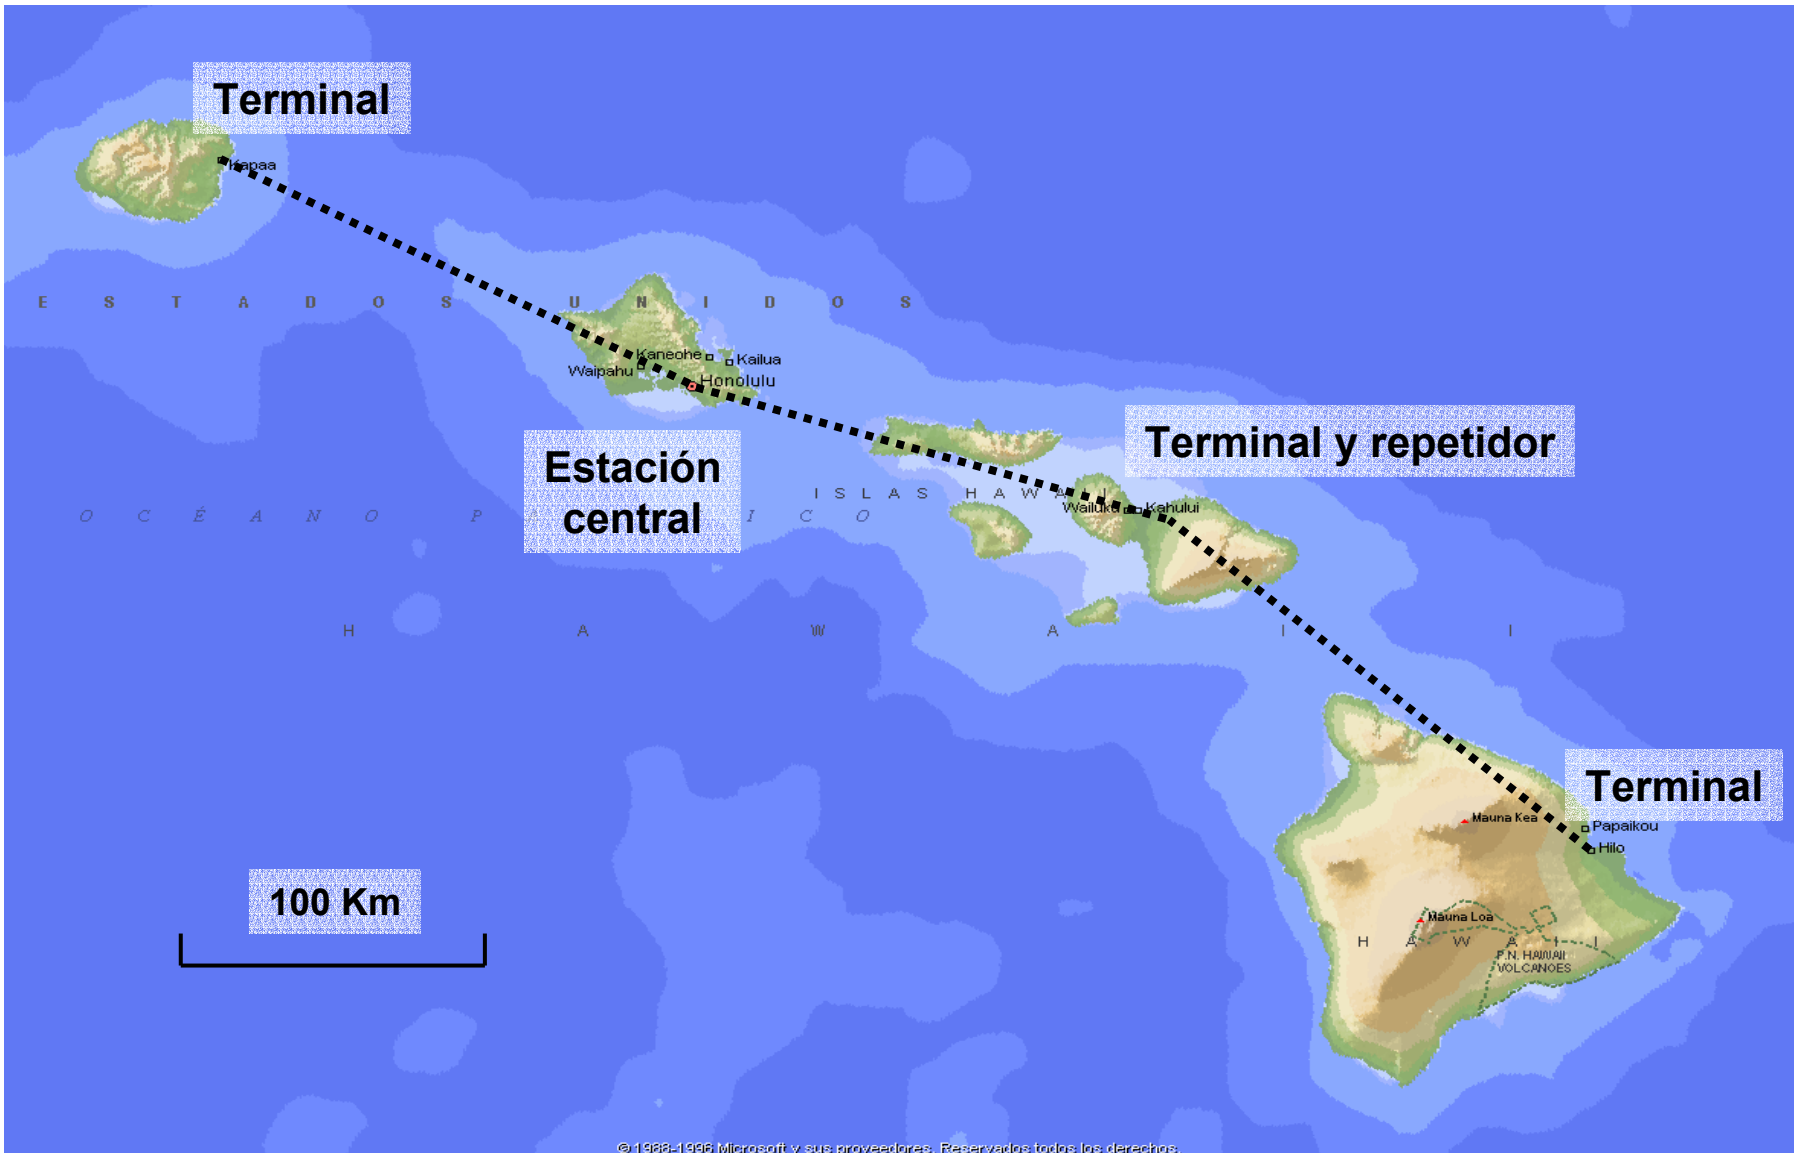 Terminal
Kapaa
E S T A D O S U N I D O S
Kaneohe
Kailua
Waipahu
Honolulu
Terminal y repetidor
Estación
central
I S L A S H A W A I I
Wailuku
Kahului
O C É A N O P
I C O
H A W A I I
Terminal
Mauna Kea
Papaikou
Hilo
100 Km
Mauna Loa
H A W A I I
P.N. HAWAII
VOLCANOES
© 1988-1996 Microsoft y sus proveedores. Reservados todos los derechos.